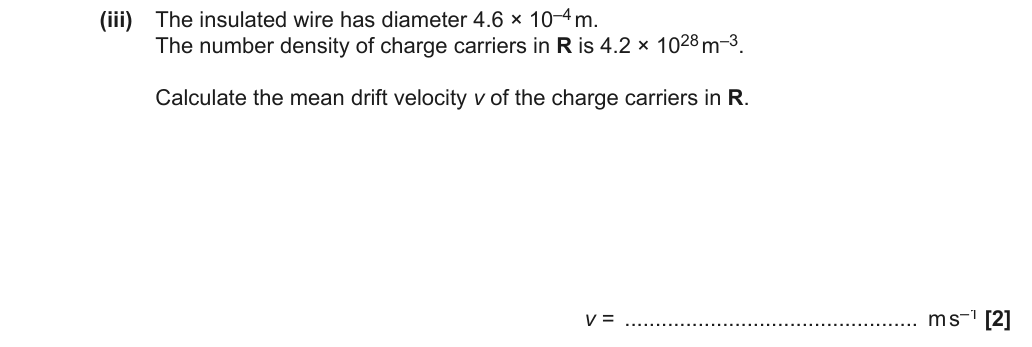 (iii) The insulated wire has diameter 4.6 × 10⁻⁴ m.
The number density of charge carriers in R is 4.2 × 10²⁸ m⁻³.
Calculate the mean drift velocity v of the charge carriers in R.
v = ................................................ m s⁻¹ [2]